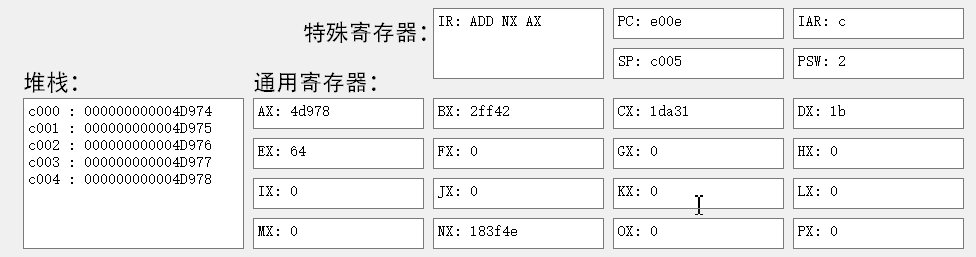 特殊寄存器:
IR: ADD NX AX
PC: e00e
IAR: c
SP: c005
PSW: 2
堆栈:
通用寄存器:
c000 : 000000000004D974
c001 : 000000000004D975
c002 : 000000000004D976
c003 : 000000000004D977
c004 : 000000000004D978
AX: 4d978
BX: 2ff42
CX: 1da31
DX: 1b
EX: 64
FX: 0
GX: 0
HX: 0
IX: 0
JX: 0
KX: 0
LX: 0
MX: 0
NX: 183f4e
OX: 0
PX: 0